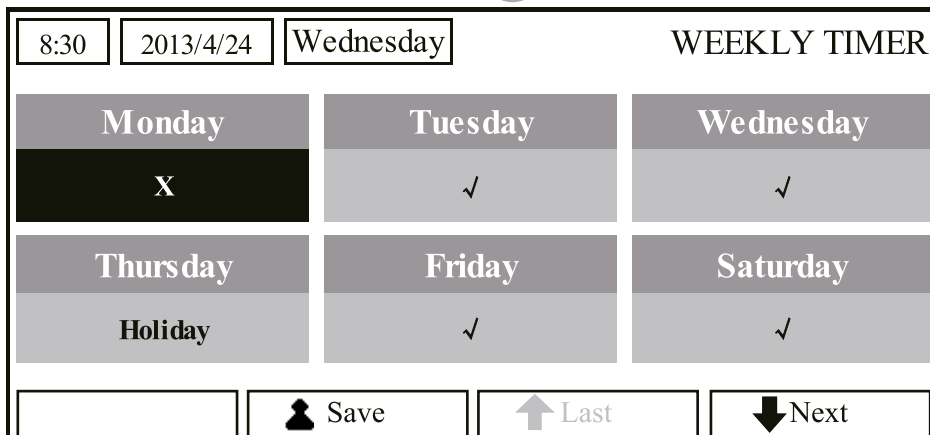 8:30 2013/4/24 Wednesday WEEKLY TIMER
Monday Tuesday Wednesday
X √ √
Thursday Friday Saturday
Holiday √ √
Save Last Next